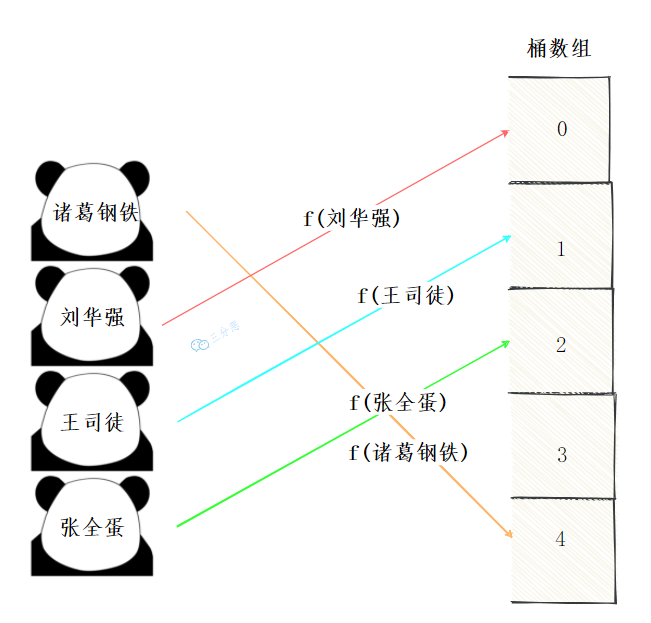 桶数组
0
诸葛钢铁
f(刘华强)
1
f(王司徒)
刘华强
三分恶
2
f(张全蛋)
王司徒
f(诸葛钢铁)
3
张全蛋
4